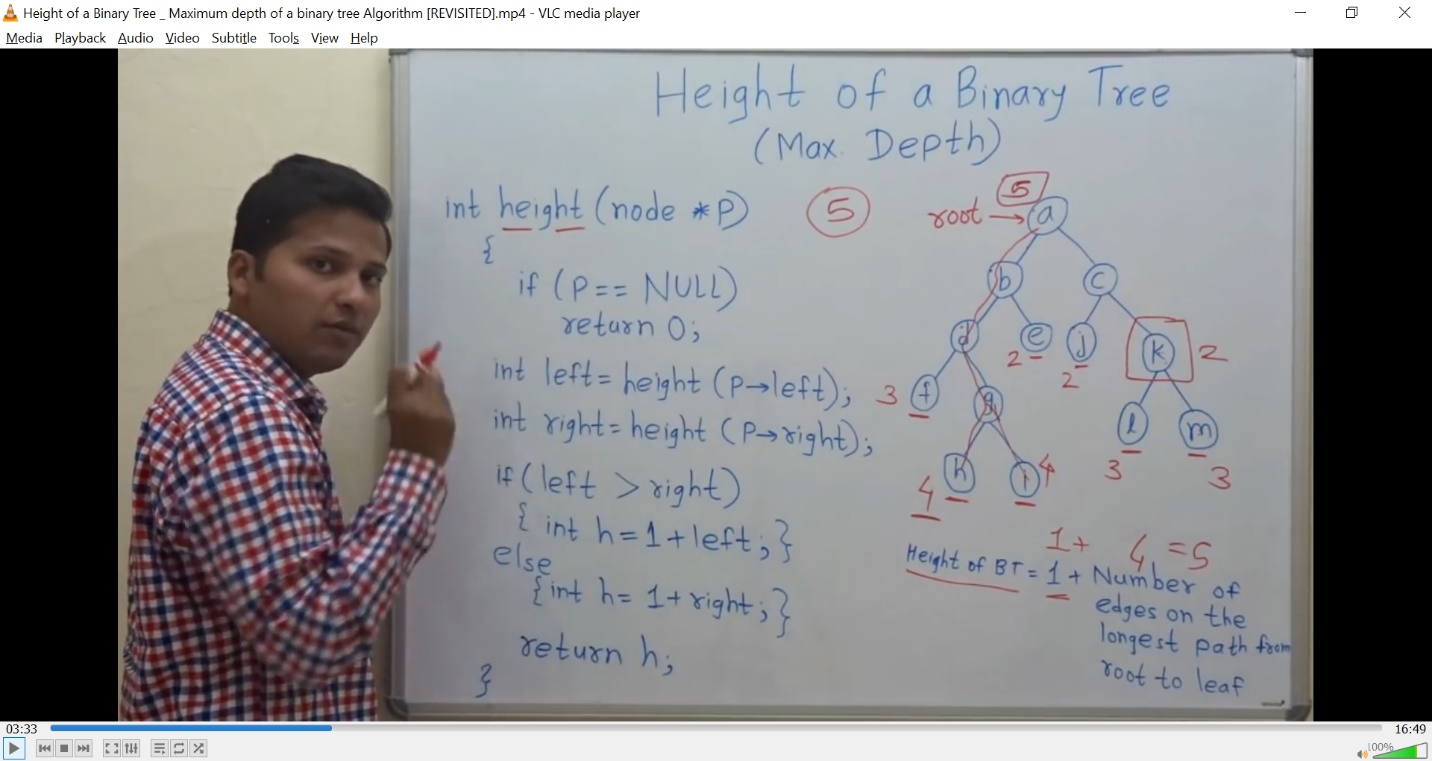 Height of a Binary Tree _ Maximum depth of a binary tree Algorithm [REVISITED].mp4 - VLC media player
Media Playback Audio Video Subtitle Tools View Help
Height of a Binary Tree
(Max. Depth)
int height (node *P)
{
if (P == NULL)
return 0;
int left = height (P→left);
int right = height (P→right);
if (left > right)
{ int h = 1 + left; }
else
{ int h = 1 + right; }
return h;
}
5
5
root → a
b c
d e j k 2
2 2
3 f g l m
3 3
h i 4
4
1+ 4 = 5
Height of BT = 1 + Number of
edges on the
longest path from
root to leaf
03:33 16:49
100%